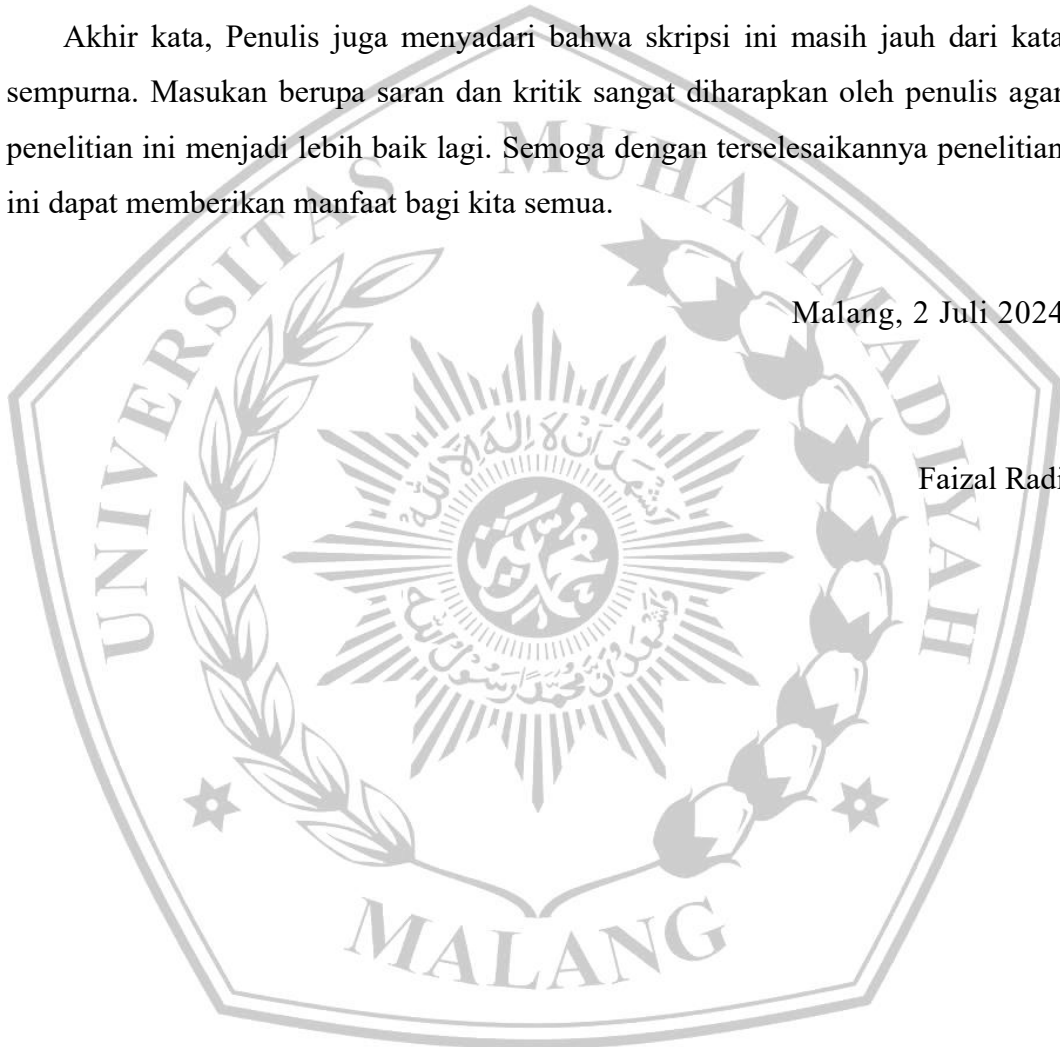 Akhir kata, Penulis juga menyadari bahwa skripsi ini masih jauh dari kata
sempurna. Masukan berupa saran dan kritik sangat diharapkan oleh penulis agar
penelitian ini menjadi lebih baik lagi. Semoga dengan terselesaikannya penelitian
ini dapat memberikan manfaat bagi kita semua.
Malang, 2 Juli 2024
Faizal Radi
UNIVERSITAS MUHAMMADIYAH
MALANG